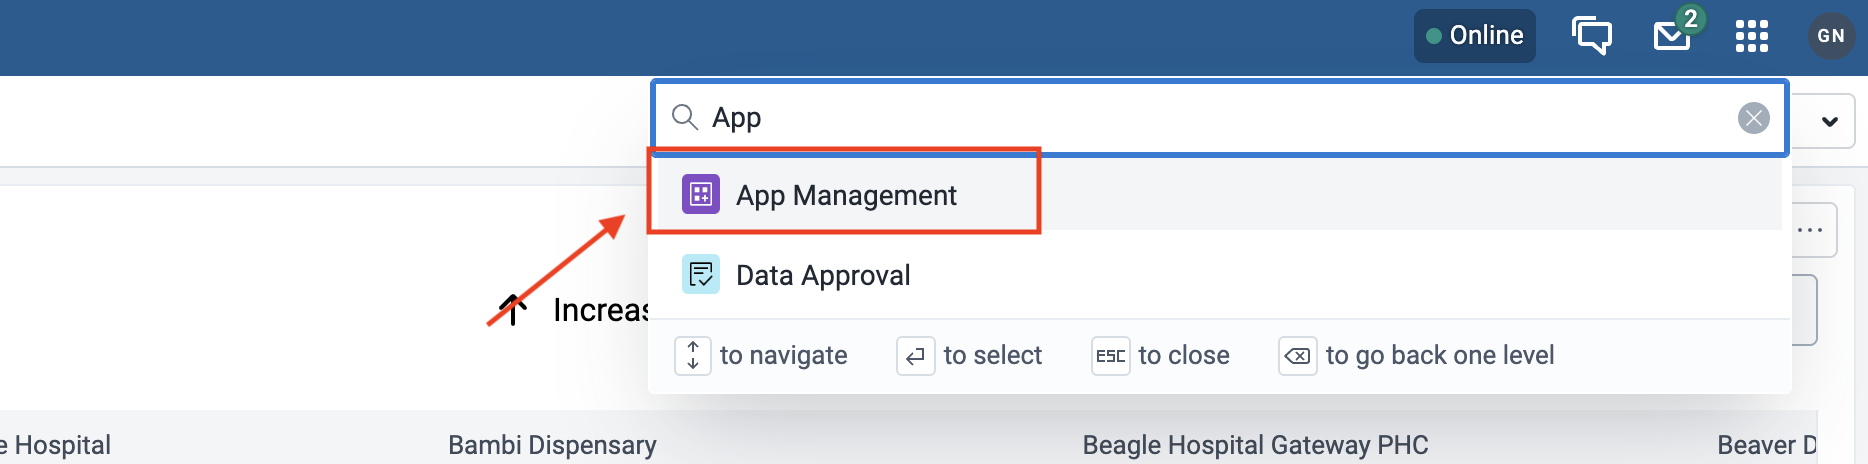 Online
2
GN
App
App Management
Data Approval
Increas
to navigate
to select
ESC to close
to go back one level
e Hospital
Bambi Dispensary
Beagle Hospital Gateway PHC
Beaver D